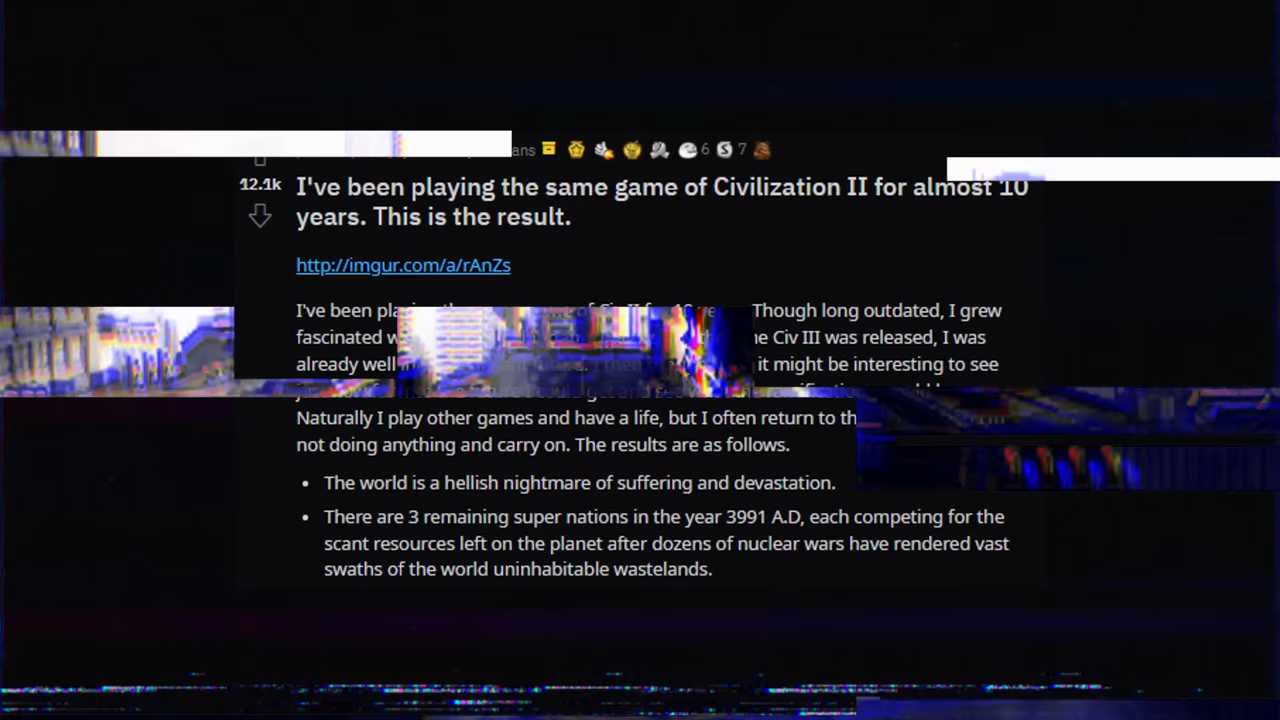 ans 6 7
12.1k
I've been playing the same game of Civilization II for almost 10
years. This is the result.
http://imgur.com/a/rAnZs
I've been of Civ II for 10 Though long outdated, I grew
fascinated Civ III was released, I was
already well it might be interesting to see
Naturally I play other games and have a life, but I often return to
not doing anything and carry on. The results are as follows.
• The world is a hellish nightmare of suffering and devastation.
• There are 3 remaining super nations in the year 3991 A.D, each competing for the
scant resources left on the planet after dozens of nuclear wars have rendered vast
swaths of the world uninhabitable wastelands.